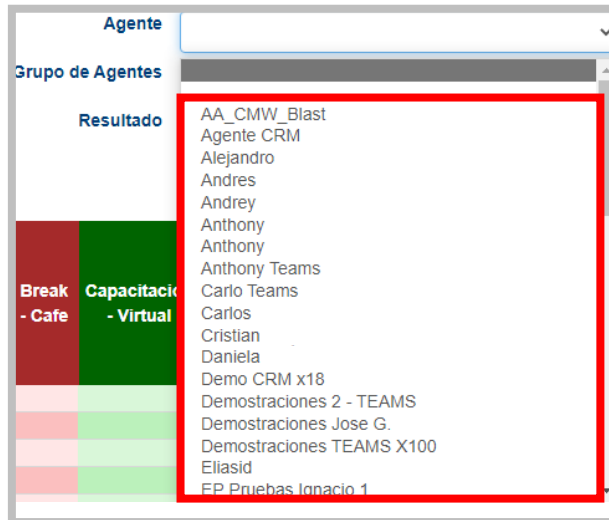 Agente
Grupo de Agentes
Resultado
AA_CMW_Blast
Agente CRM
Alejandro
Andres
Andrey
Anthony
Anthony
Anthony Teams
Carlo Teams
Carlos
Cristian
Daniela
Demo CRM x18
Demostraciones 2 - TEAMS
Demostraciones Jose G.
Demostraciones TEAMS X100
Eliasid
EP Pruebas Ignacio 1
Break
- Cafe
Capacitacio
- Virtual